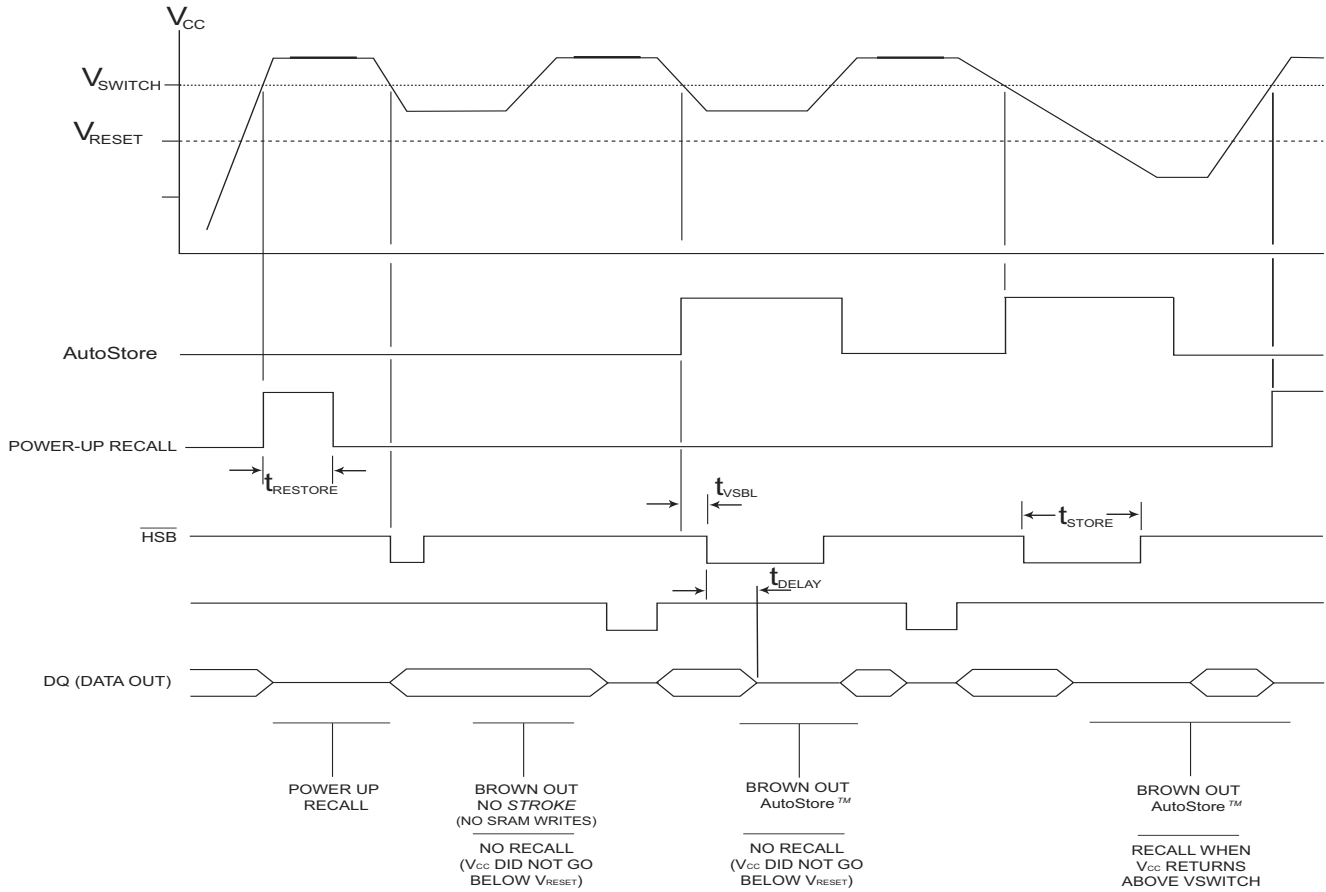 VCC
VSWITCH
VRESET
AutoStore
POWER-UP RECALL
tRESTORE
tVSBL
HSB
tSTORE
tDELAY
DQ (DATA OUT)
POWER UP
RECALL
BROWN OUT
NO STROKE
(NO SRAM WRITES)
NO RECALL
(VCC DID NOT GO
BELOW VRESET)
BROWN OUT
AutoStore™
NO RECALL
(VCC DID NOT GO
BELOW VRESET)
BROWN OUT
AutoStore™
RECALL WHEN
VCC RETURNS
ABOVE VSWITCH